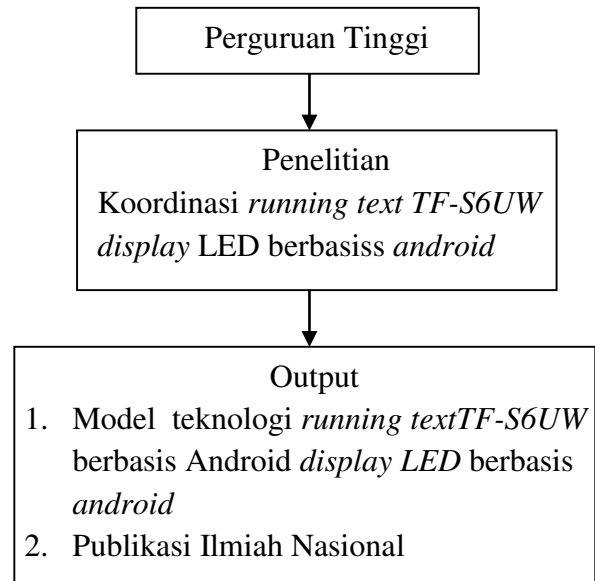 Perguruan Tinggi
Penelitian
Koordinasi running text TF-S6UW
display LED berbasiss android
Output
1. Model teknologi running textTF-S6UW
berbasis Android display LED berbasis
android
2. Publikasi Ilmiah Nasional